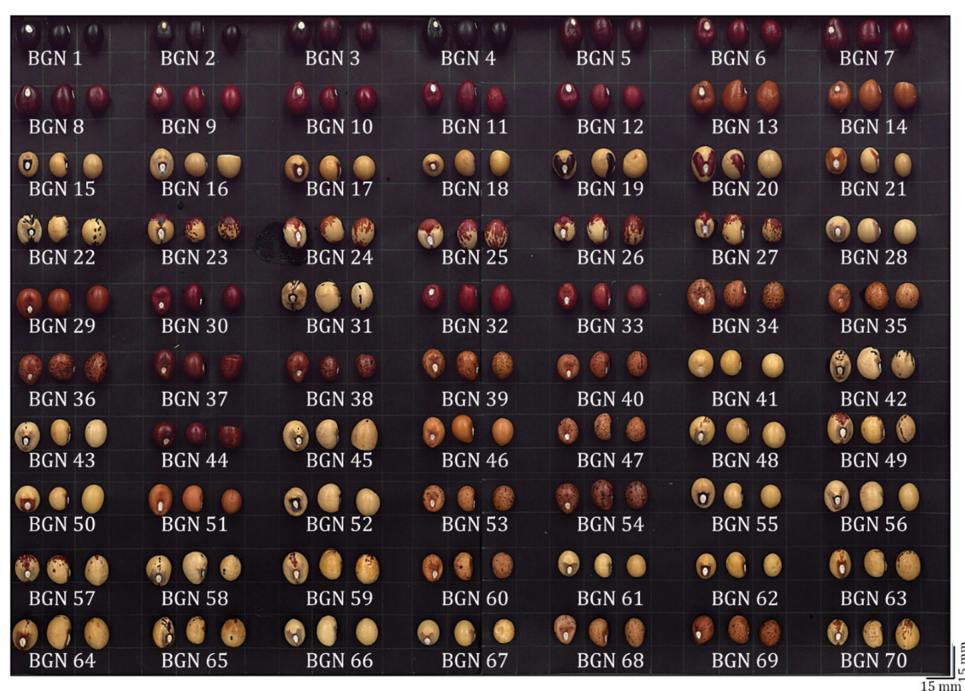 BGN 1 BGN 2 BGN 3 BGN 4 BGN 5 BGN 6 BGN 7
BGN 8 BGN 9 BGN 10 BGN 11 BGN 12 BGN 13 BGN 14
BGN 15 BGN 16 BGN 17 BGN 18 BGN 19 BGN 20 BGN 21
BGN 22 BGN 23 BGN 24 BGN 25 BGN 26 BGN 27 BGN 28
BGN 29 BGN 30 BGN 31 BGN 32 BGN 33 BGN 34 BGN 35
BGN 36 BGN 37 BGN 38 BGN 39 BGN 40 BGN 41 BGN 42
BGN 43 BGN 44 BGN 45 BGN 46 BGN 47 BGN 48 BGN 49
BGN 50 BGN 51 BGN 52 BGN 53 BGN 54 BGN 55 BGN 56
BGN 57 BGN 58 BGN 59 BGN 60 BGN 61 BGN 62 BGN 63
BGN 64 BGN 65 BGN 66 BGN 67 BGN 68 BGN 69 BGN 70
15 mm
15 mm